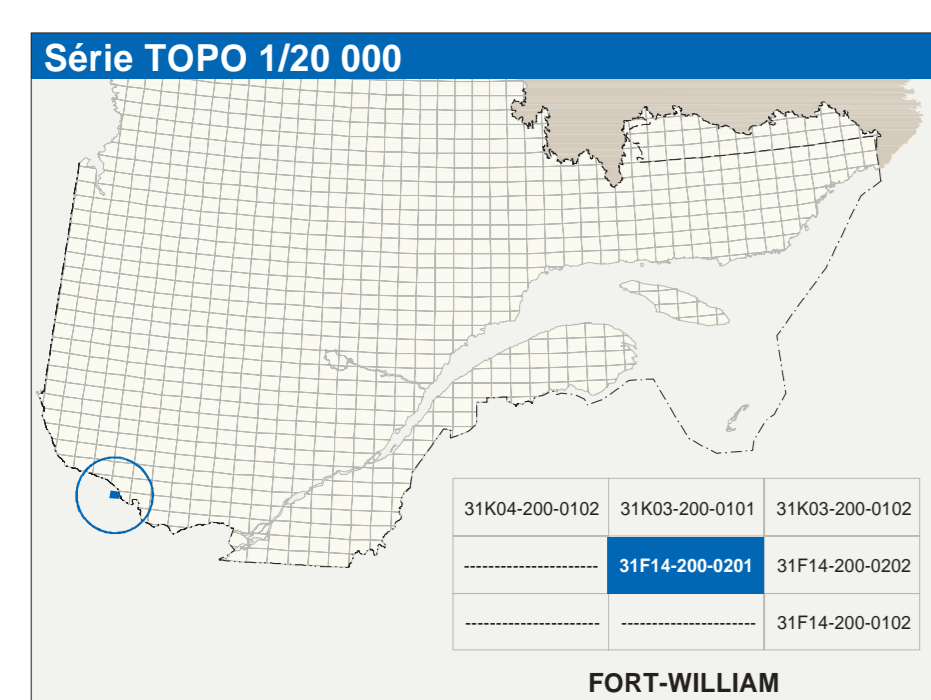 Série TOPO 1/20 000
31K04-200-0102 31K03-200-0101 31K03-200-0102
---------------------- 31F14-200-0201 31F14-200-0202
---------------------- ---------------------- 31F14-200-0102
FORT-WILLIAM